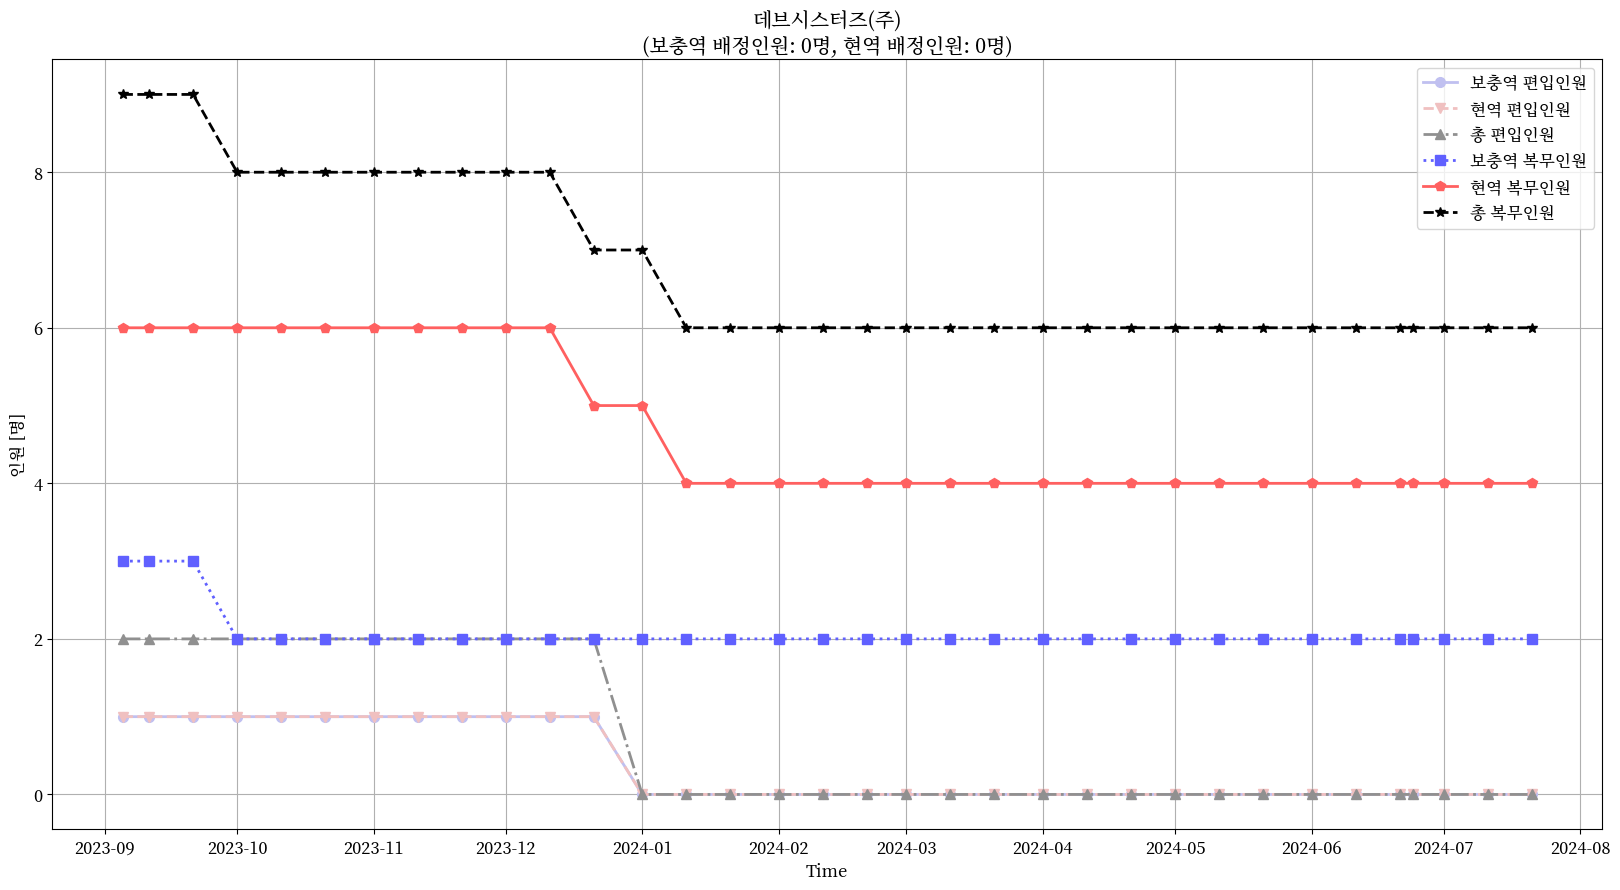 데브시스터즈(주)
(보충역 배정인원: 0명, 현역 배정인원: 0명)
보충역 편입인원
현역 편입인원
총 편입인원
보충역 복무인원
현역 복무인원
총 복무인원
인원 [명]
8
6
4
2
0
2023-09
2023-10
2023-11
2023-12
2024-01
2024-02
2024-03
2024-04
2024-05
2024-06
2024-07
2024-08
Time